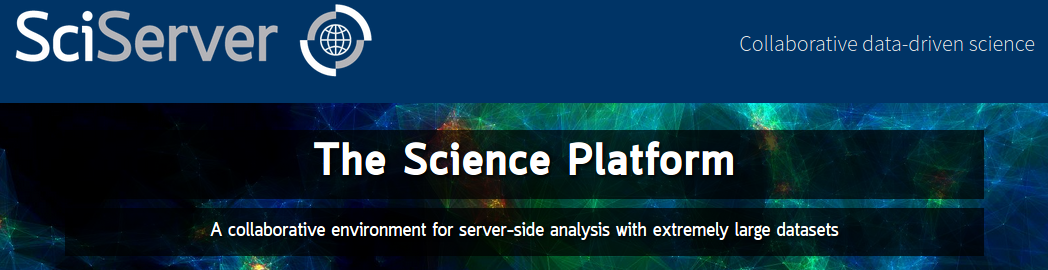 SciServer
Collaborative data-driven science
The Science Platform
A collaborative environment for server-side analysis with extremely large datasets